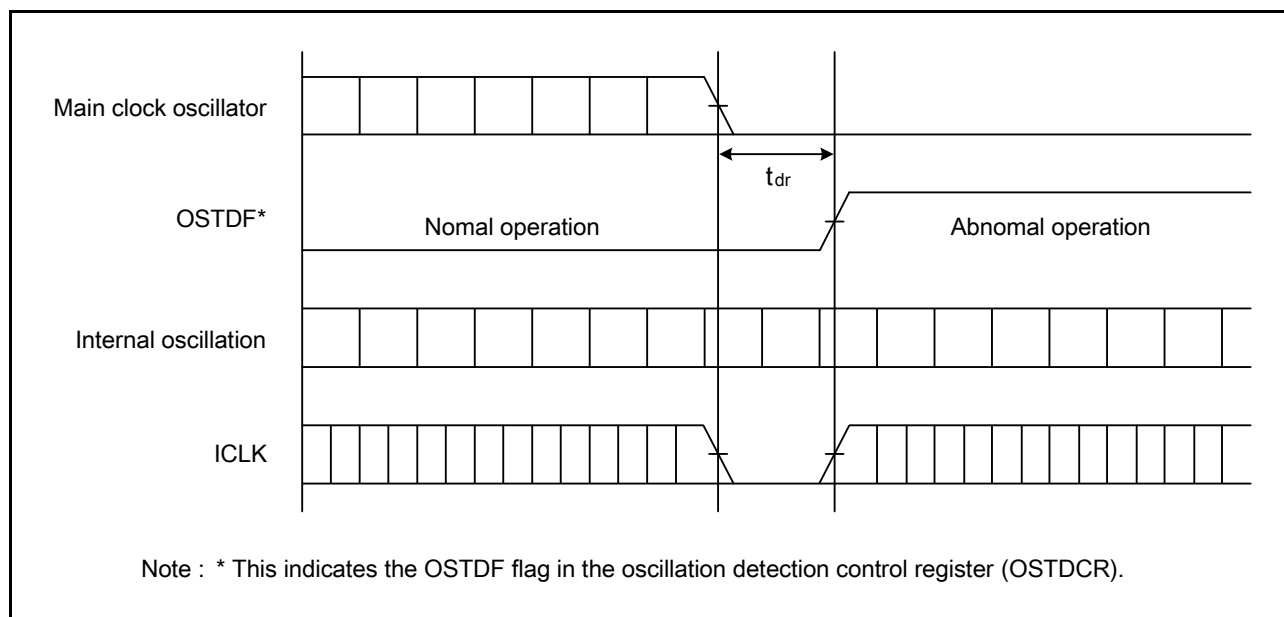 Main clock oscillator
tdr
OSTDF*
Nomal operation
Abnomal operation
Internal oscillation
ICLK
Note : * This indicates the OSTDF flag in the oscillation detection control register (OSTDCR).